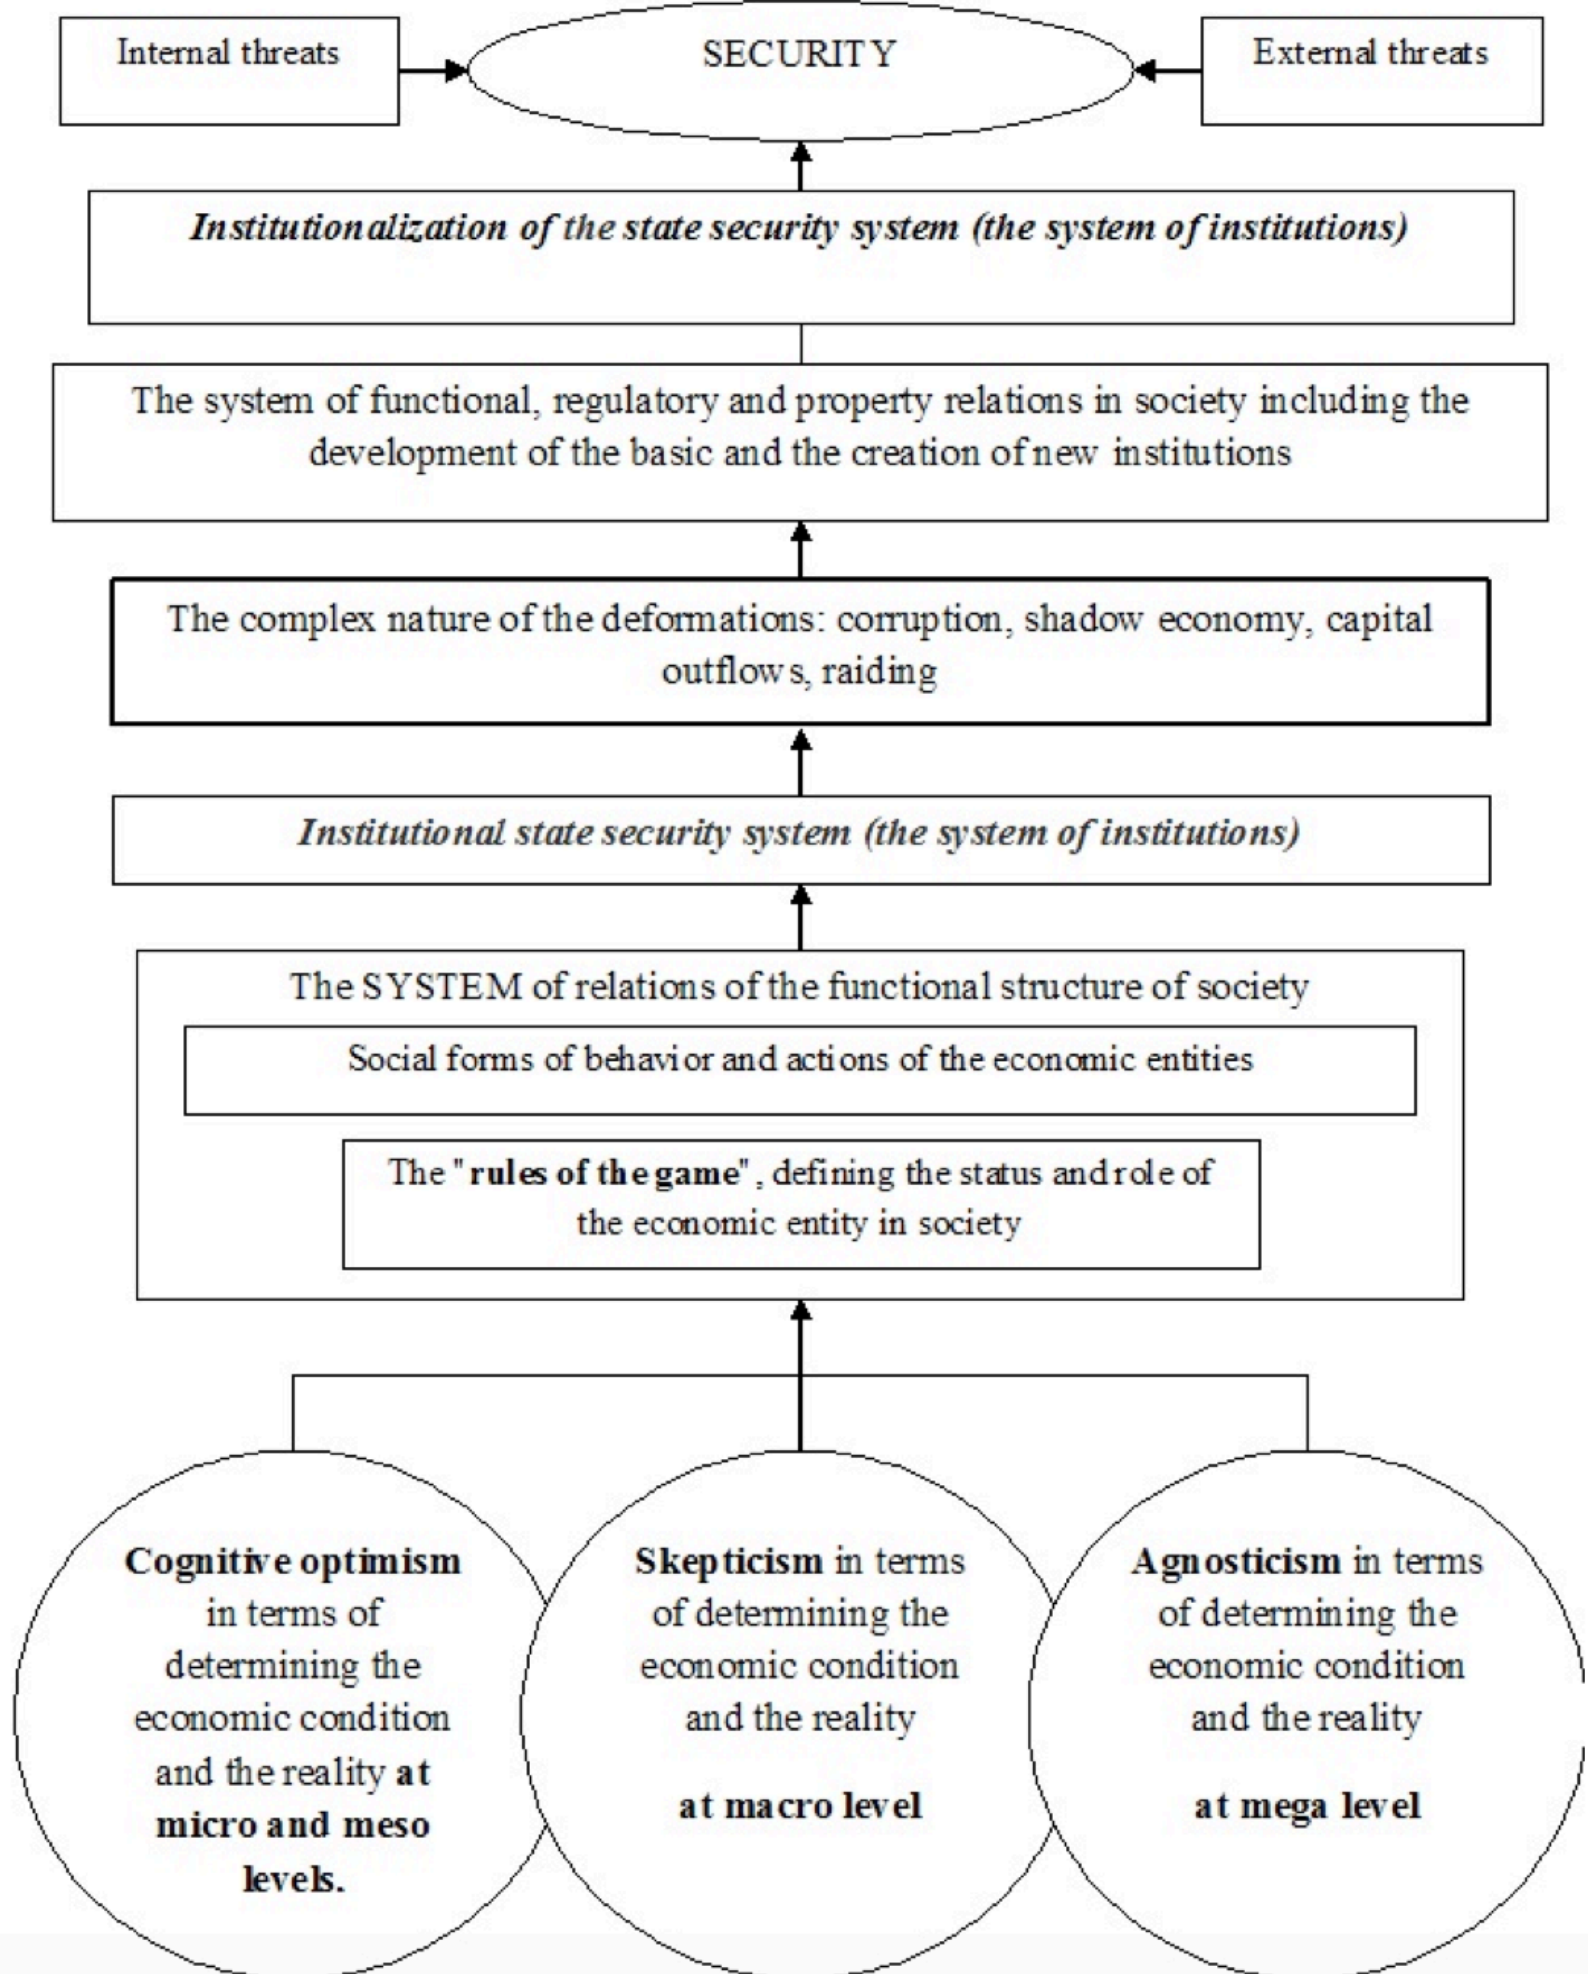 Internal threats
SECURITY
External threats
Institutionalization of the state security system (the system of institutions)
The system of functional, regulatory and property relations in society including the
development of the basic and the creation of new institutions
The complex nature of the deformations: corruption, shadow economy, capital
outflows, raiding
Institutional state security system (the system of institutions)
The SYSTEM of relations of the functional structure of society
Social forms of behavior and actions of the economic entities
The "rules of the game", defining the status and role of
the economic entity in society
Cognitive optimism
in terms of
determining the
economic condition
and the reality at
micro and meso
levels.
Skepticism in terms
of determining the
economic condition
and the reality
at macro level
Agnosticism in terms
of determining the
economic condition
and the reality
at mega level